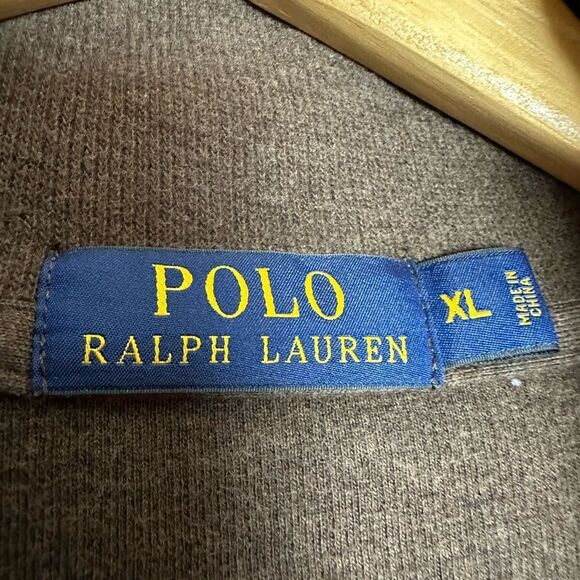 POLO
RALPH LAUREN
XL
MADE IN
CHINA